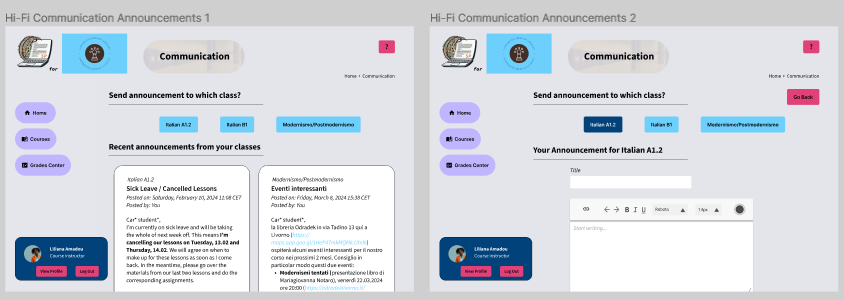 Hi-Fi Communication Announcements 1
for
Communication
?
Home > Communication
Send announcement to which class?
Home
Courses
Grades Center
Italian A1.2
Italian B1
Modernismo/Postmodernismo
Recent announcements from your classes
Italian A1.2
Sick Leave / Cancelled Lessons
Posted on: Saturday, February 10, 2024 11:08 CET
Posted by: You
Car* student*,
I'm currently on sick leave and will be taking
the whole of next week off. This means I'm
cancelling our lessons on Tuesday, 13.02 and
Thursday, 14.02. We will agree on when to
make up for these lessons as soon as I come
back. In the meantime, please go over the
materials from our last two lessons and do the
corresponding assignments.
Modernismo/Postmodernismo
Eventi interessanti
Posted on: Friday, March 8, 2024 15:38 CET
Posted by: You
Car* student*,
la libreria Odradek in via Tadino 13 qui a
Livorno (
ospiterà alcuni eventi interessanti per il nostro
corso nei prossimi 2 mesi. Consiglio in
particolar modo questi due eventi:
• Modernismi tentati (presentazione libro di
Mariagiovanna Notaro), venerdì 22.03.2024
ore 20:00 (
Liliana Amadou
Course Instructor
View Profile
Log Out
Hi-Fi Communication Announcements 2
for
Communication
?
Home > Communication
Send announcement to which class?
Go Back
Home
Courses
Grades Center
Italian A1.2
Italian B1
Modernismo/Postmodernismo
Your Announcement for Italian A1.2
Title
B I U
Roboto
14px
Start writing...
Liliana Amadou
Course Instructor
View Profile
Log Out